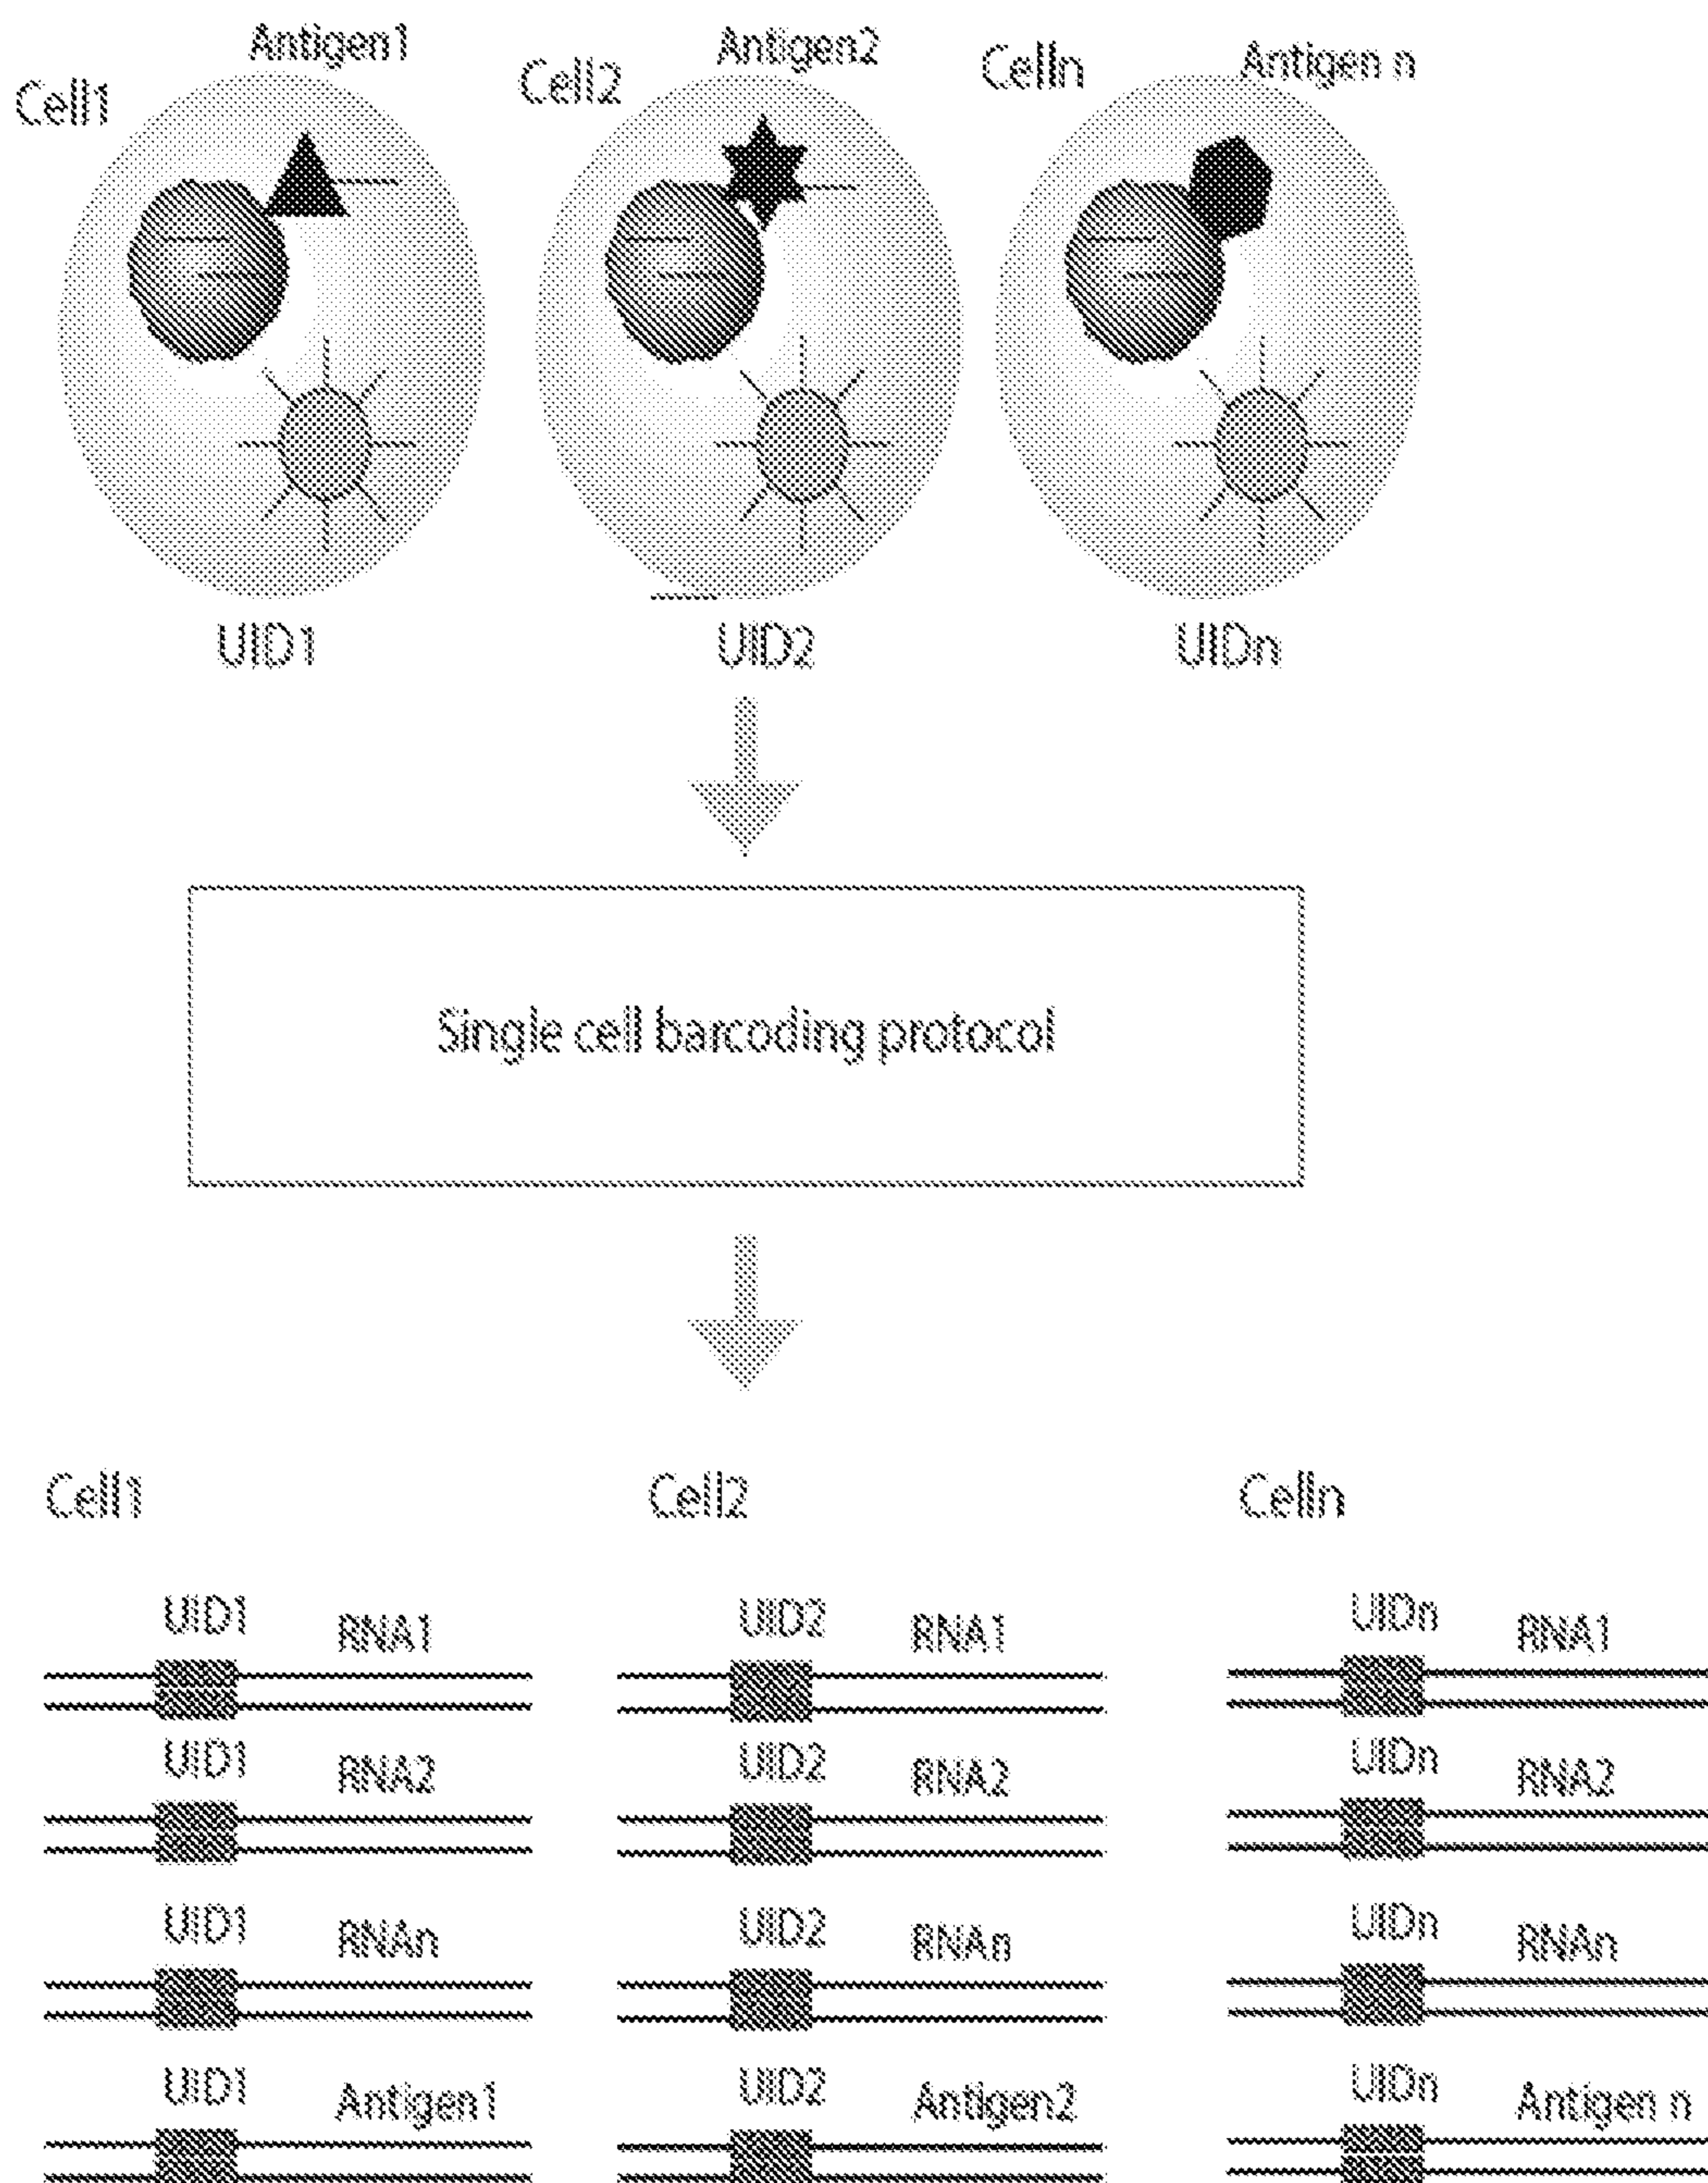 Antigen1
Antigen2
Antigen n
Cell1
Cell2
Celln
UID1
UID2
UIDn
Single cell barcoding protocol
Cell1
Cell2
Celln
UID1 RNA1
UID2 RNA1
UIDn RNA1
UID1 RNA2
UID2 RNA2
UIDn RNA2
UID1 RNAn
UID2 RNAn
UIDn RNAn
UID1 Antigen1
UID2 Antigen2
UIDn Antigen n